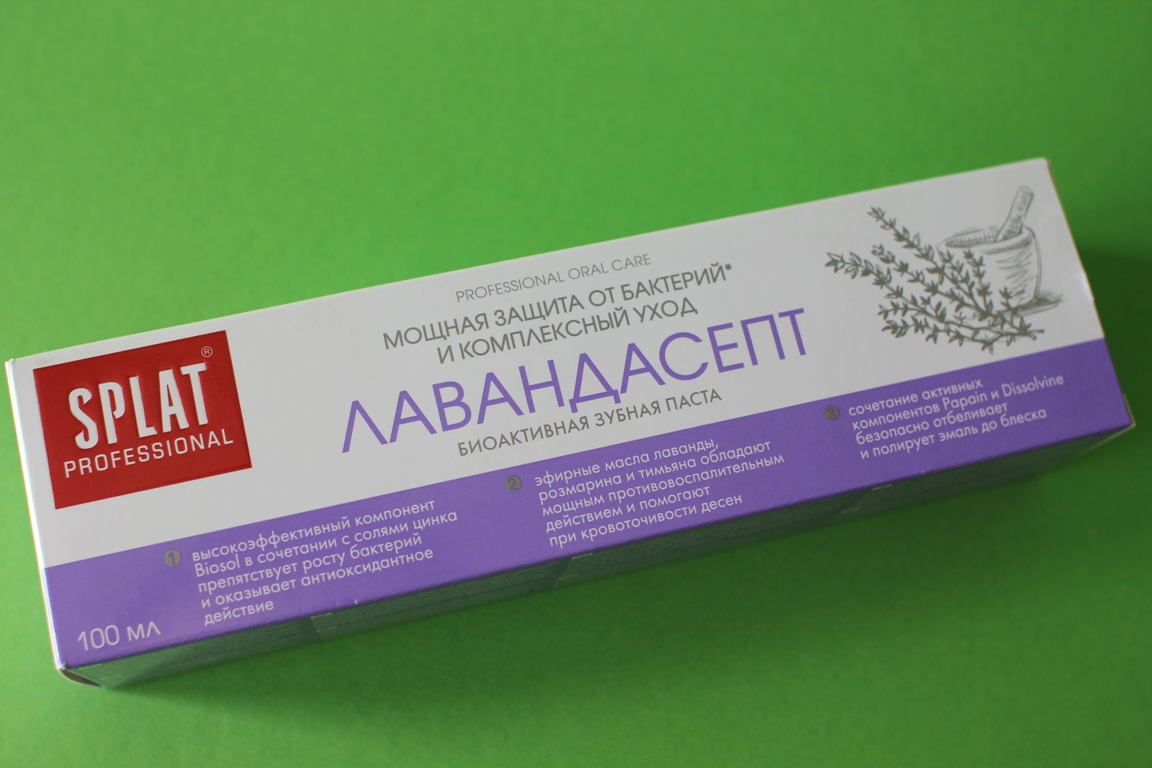 SPLAT®
PROFESSIONAL
PROFESSIONAL ORAL CARE
МОЩНАЯ ЗАЩИТА ОТ БАКТЕРИЙ*
И КОМПЛЕКСНЫЙ УХОД
ЛАВАНДАСЕПТ
БИОАКТИВНАЯ ЗУБНАЯ ПАСТА
1 высокоэффективный компонент
Biosol в сочетании с солями цинка
препятствует росту бактерий
и оказывает антиоксидантное
действие
2 эфирные масла лаванды,
розмарина и тимьяна обладают
мощным противовоспалительным
действием и помогают
при кровоточивости десен
3 сочетание активных
компонентов Papain и Dissolvine
безопасно отбеливает
и полирует эмаль до блеска
100 мл